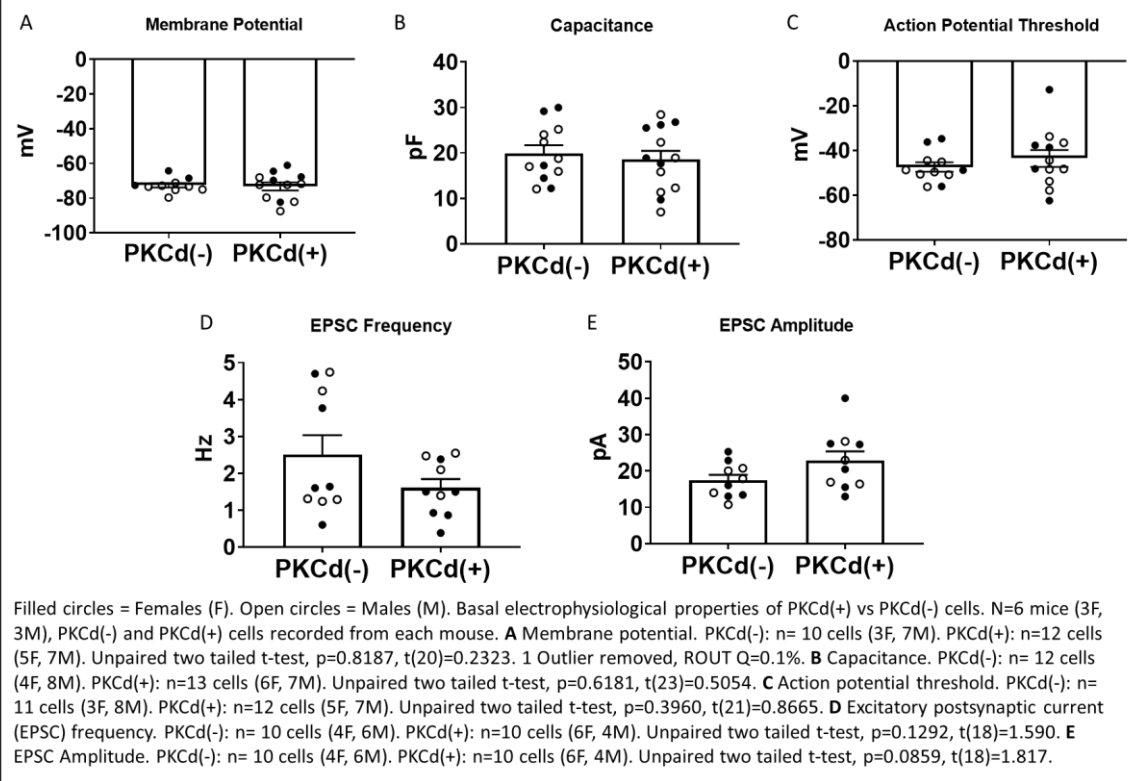 A
Membrane Potential
0
-20
-40
-60
-80
-100
mV
PKCd(-)
PKCd(+)
B
Capacitance
40
30
20
10
0
pF
PKCd(-)
PKCd(+)
C
Action Potential Threshold
0
-20
-40
-60
-80
mV
PKCd(-)
PKCd(+)
D
EPSC Frequency
5
4
3
2
1
0
Hz
PKCd(-)
PKCd(+)
E
EPSC Amplitude
50
40
30
20
10
0
pA
PKCd(-)
PKCd(+)
Filled circles = Females (F). Open circles = Males (M). Basal electrophysiological properties of PKCd(+) vs PKCd(-) cells. N=6 mice (3F,
3M), PKCd(-) and PKCd(+) cells recorded from each mouse. A Membrane potential. PKCd(-): n= 10 cells (3F, 7M). PKCd(+): n=12 cells
(5F, 7M). Unpaired two tailed t-test, p=0.8187, t(20)=0.2323. 1 Outlier removed, ROUT Q=0.1%. B Capacitance. PKCd(-): n= 12 cells
(4F, 8M). PKCd(+): n=13 cells (6F, 7M). Unpaired two tailed t-test, p=0.6181, t(23)=0.5054. C Action potential threshold. PKCd(-): n=
11 cells (3F, 8M). PKCd(+): n=12 cells (5F, 7M). Unpaired two tailed t-test, p=0.3960, t(21)=0.8665. D Excitatory postsynaptic current
(EPSC) frequency. PKCd(-): n= 10 cells (4F, 6M). PKCd(+): n=10 cells (6F, 4M). Unpaired two tailed t-test, p=0.1292, t(18)=1.590. E
EPSC Amplitude. PKCd(-): n= 10 cells (4F, 6M). PKCd(+): n=10 cells (6F, 4M). Unpaired two tailed t-test, p=0.0859, t(18)=1.817.